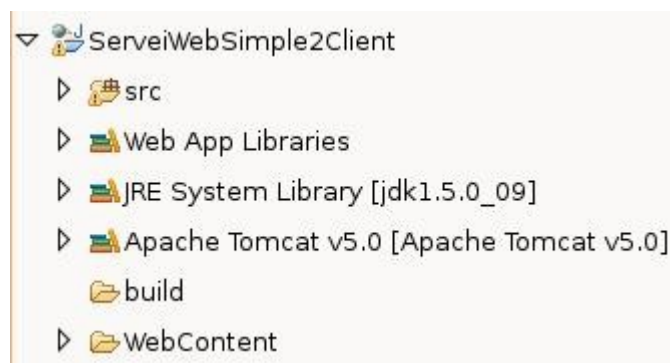 ServeiWebSimple2Client
src
Web App Libraries
JRE System Library [jdk1.5.0_09]
Apache Tomcat v5.0 [Apache Tomcat v5.0]
build
WebContent